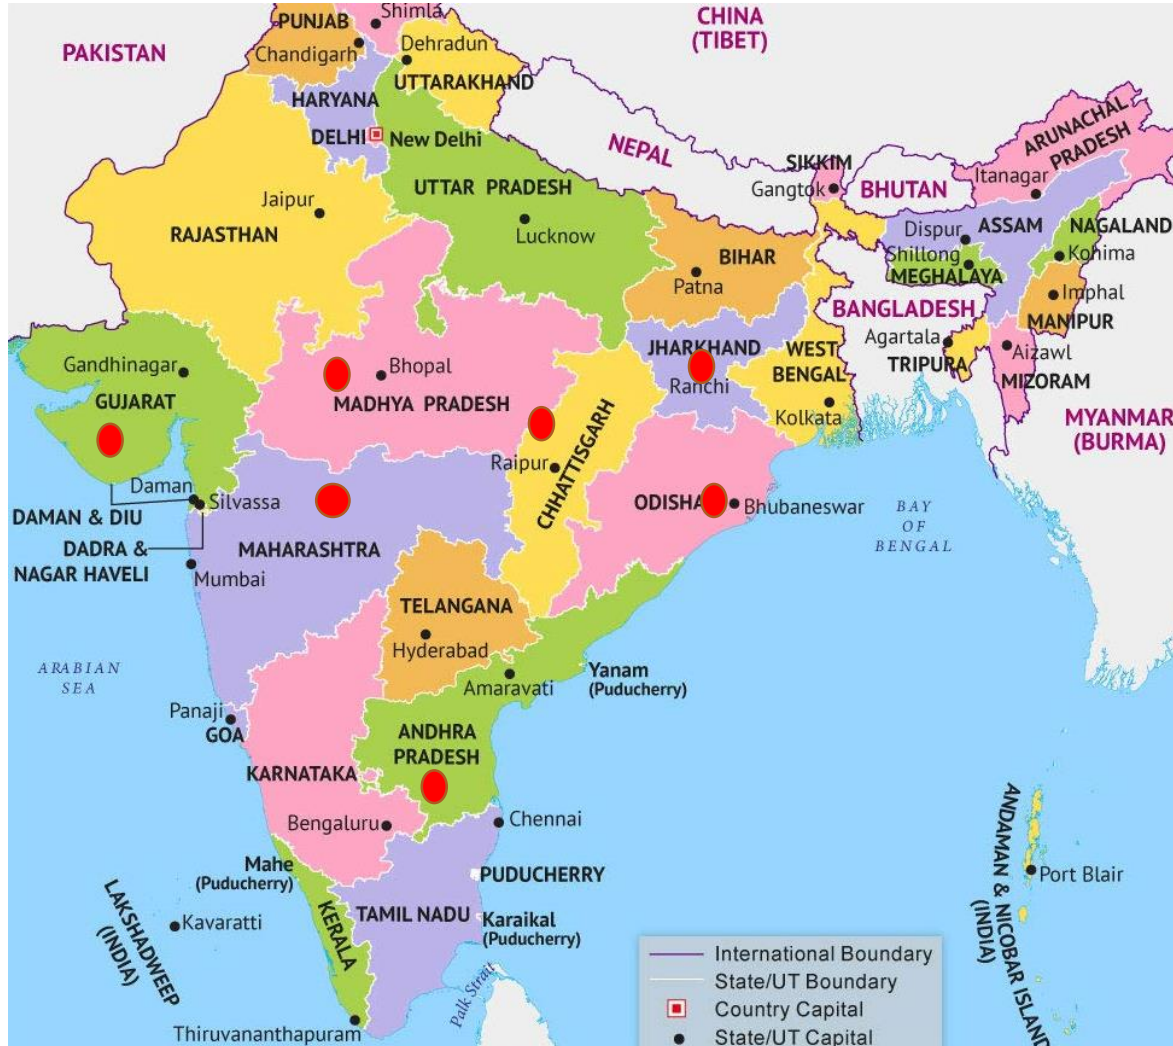 Shimla
PUNJAB
CHINA
(TIBET)
PAKISTAN
Chandigarh
Dehradun
UTTARAKHAND
HARYANA
DELHI
New Delhi
NEPAL
ARUNACHAL
PRADESH
SIKKIM
Gangtok
BHUTAN
Itanagar
UTTAR PRADESH
Jaipur
RAJASTHAN
Lucknow
Dispur
ASSAM
NAGALAND
Shillong
Kohima
MEGHALAYA
BIHAR
Patna
Imphal
MANIPUR
BANGLADESH
Agartala
TRIPURA
Aizawl
MIZORAM
Gandhinagar
GUJARAT
Bhopal
MADHYA PRADESH
JHARKHAND
Ranchi
WEST
BENGAL
Kolkata
MYANMAR
(BURMA)
Raipur
CHHATTISGARH
Daman
Silvassa
DAMAN & DIU
DADRA &
NAGAR HAVELI
ODISHA
Bhubaneswar
BAY
OF
BENGAL
MAHARASHTRA
Mumbai
TELANGANA
Hyderabad
ARABIAN
SEA
Amaravati
Yanam
(Puducherry)
Panaji
GOA
ANDHRA
PRADESH
KARNATAKA
Bengaluru
Chennai
Mahe
(Puducherry)
PUDUCHERRY
LAKSHADWEEP
(INDIA)
Kavaratti
KERALA
TAMIL NADU
Karaikal
(Puducherry)
ANDAMAN & NICOBAR ISLAND
(INDIA)
Port Blair
Thiruvananthapuram
Palk Strait
International Boundary
State/UT Boundary
Country Capital
State/UT Capital